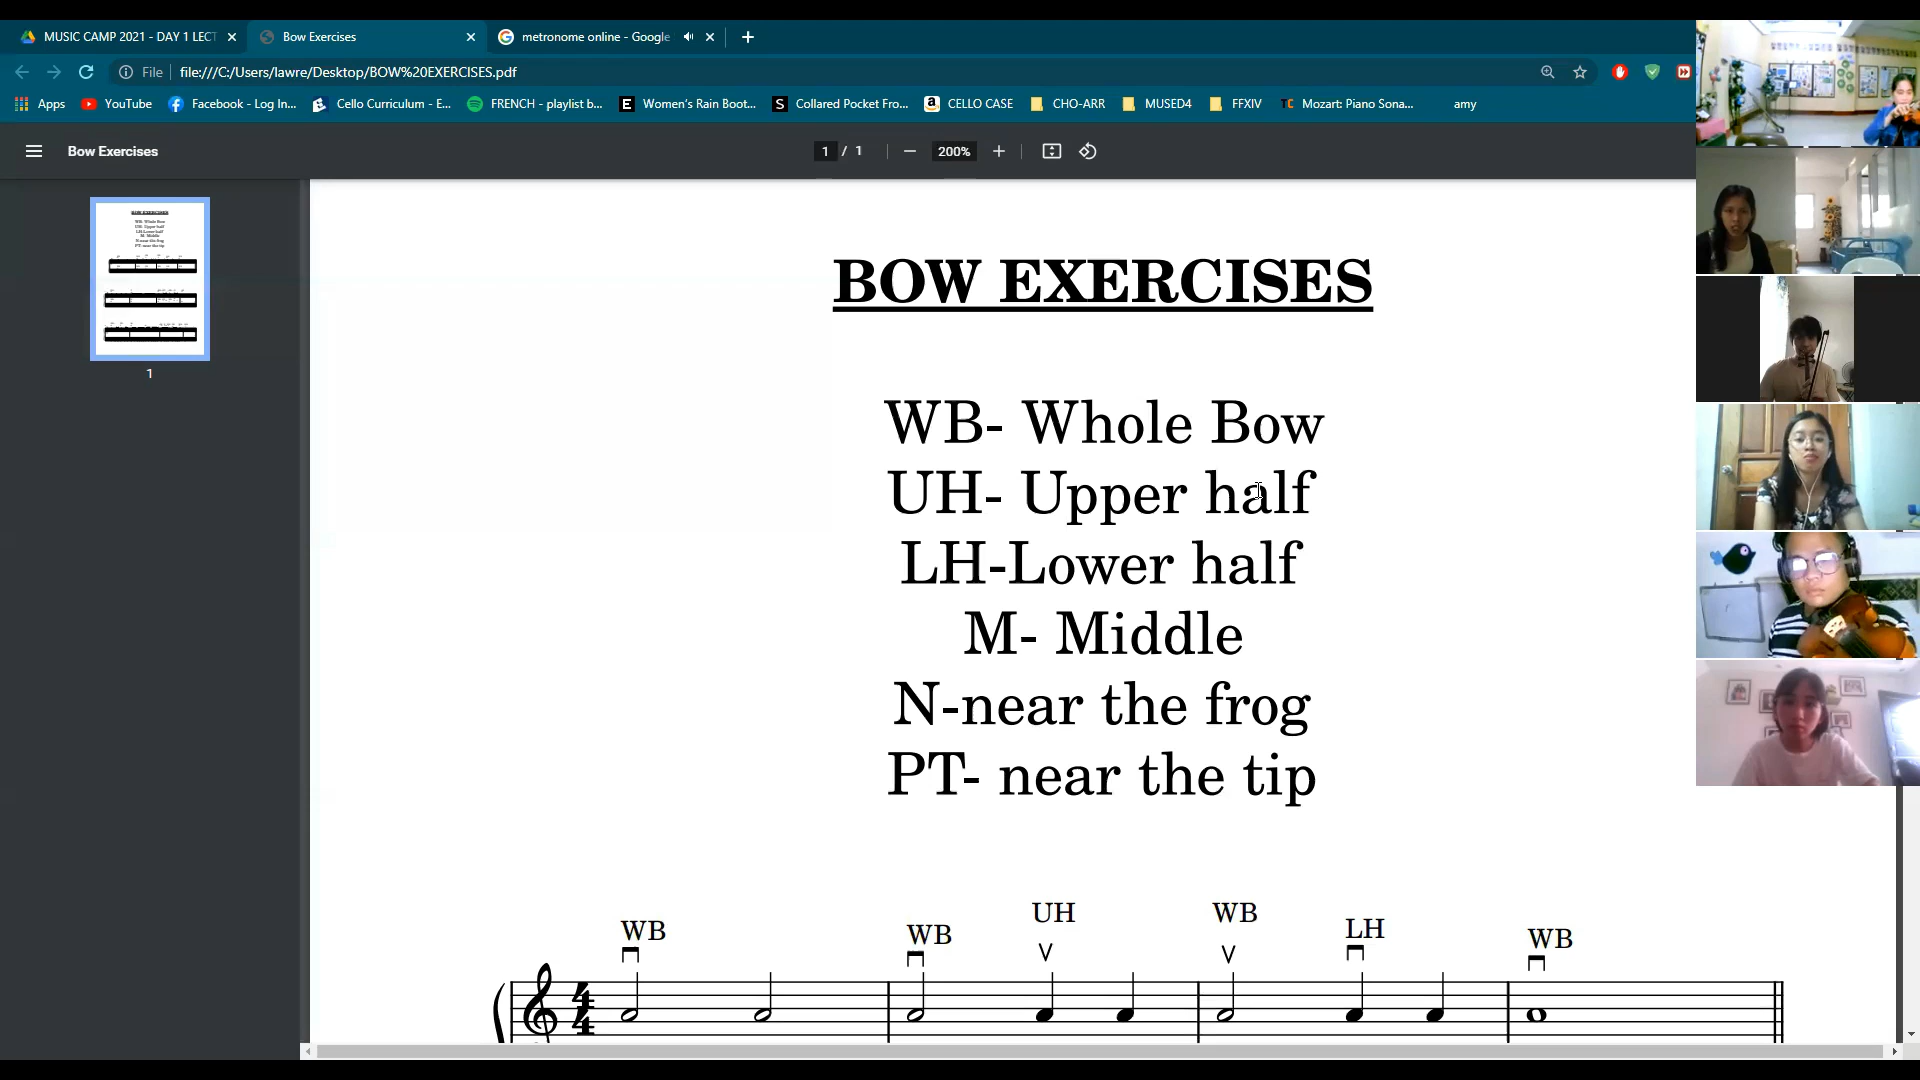 MUSIC CAMP 2021 - DAY 1 LECT
Bow Exercises
metronome online - Google
File
file:///C:/Users/lawre/Desktop/BOW%20EXERCISES.pdf
Apps
YouTube
Facebook - Log In...
Cello Curriculum - E...
FRENCH - playlist b...
Women's Rain Boot...
Collared Pocket Fro...
CELLO CASE
CHO-ARR
MUSED4
FFXIV
Mozart: Piano Sona...
amy
Bow Exercises
1 / 1
200%
1
BOW EXERCISES
WB- Whole Bow
UH- Upper half
LH-Lower half
M- Middle
N-near the frog
PT- near the tip
WB
WB
UH
WB
LH
WB
4
4